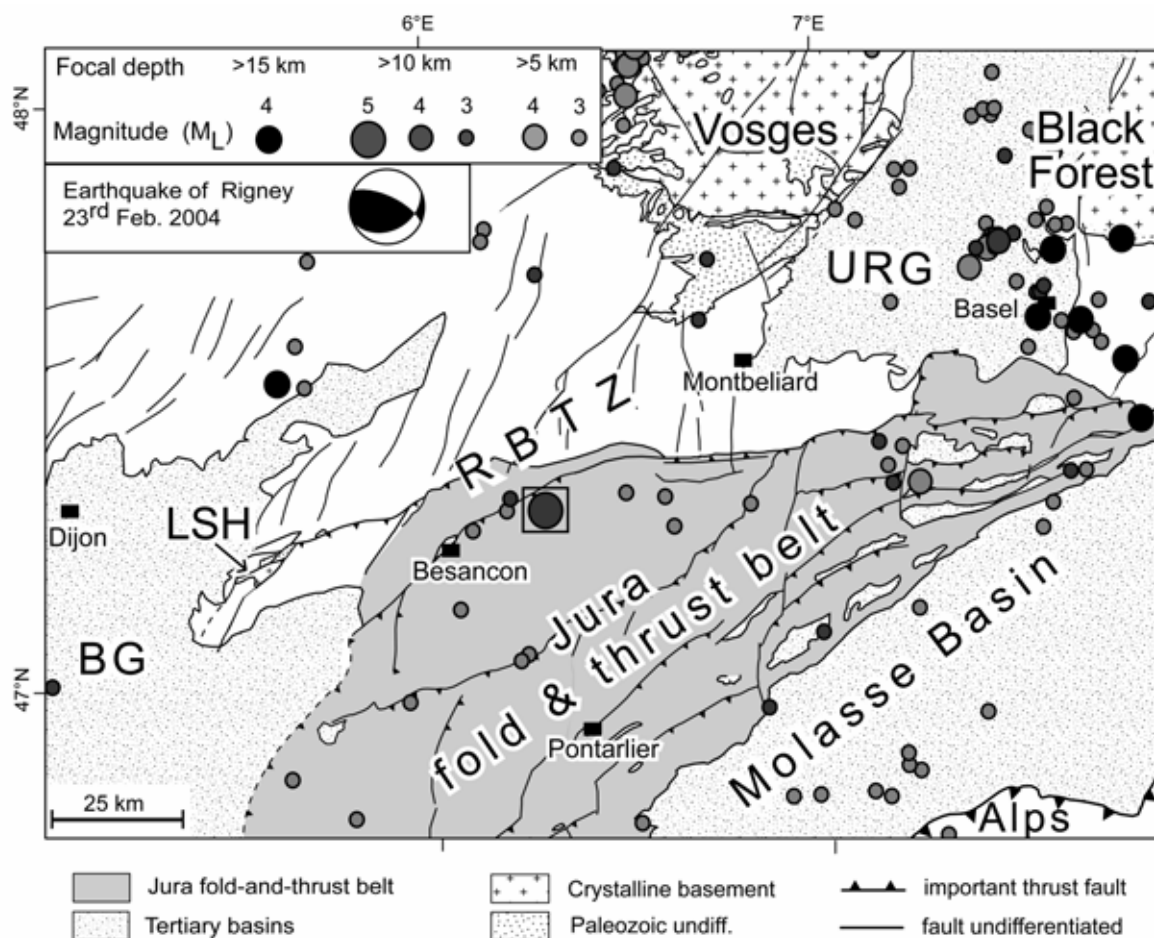 6°E 7°E
48°N
47°N
Focal depth >15 km >10 km >5 km
4 5 4 3 4 3
Magnitude (ML)
Earthquake of Rigney
23rd Feb. 2004
Vosges
Black
Forest
URG
Basel
Montbeliard
RBTZ
Dijon
LSH
Besancon
Jura
fold & thrust belt
BG
Pontarlier
Molasse Basin
25 km
Alps
Jura fold-and-thrust belt
Crystalline basement
important thrust fault
Tertiary basins
Paleozoic undiff.
fault undifferentiated